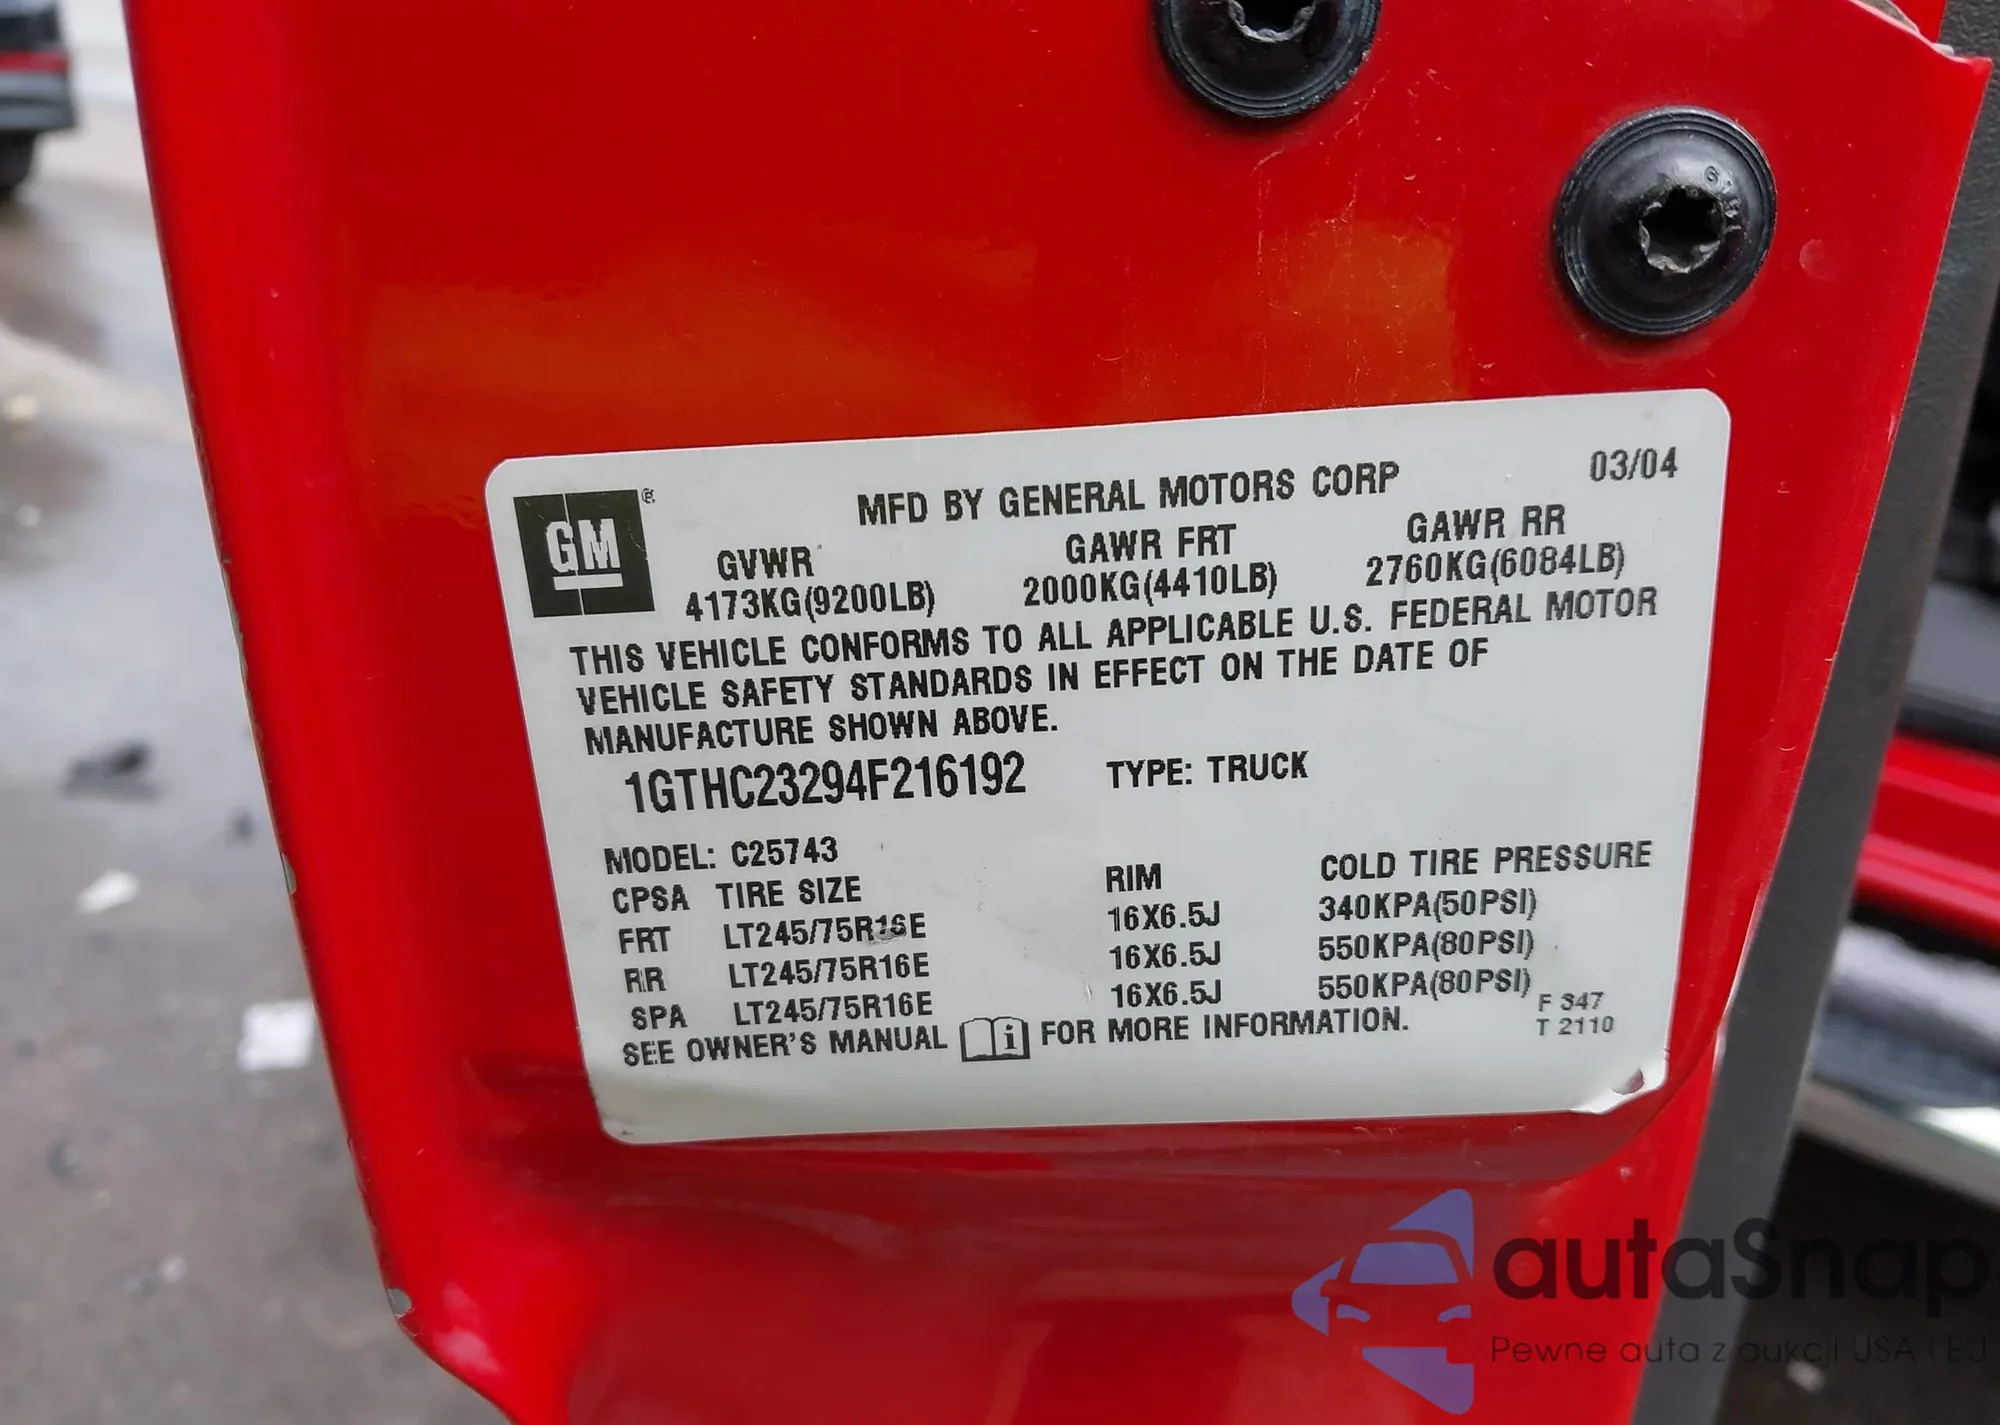 MFD BY GENERAL MOTORS CORP 03/04
GM®
GVWR GAWR FRT GAWR RR
4173KG(9200LB) 2000KG(4410LB) 2760KG(6084LB)
THIS VEHICLE CONFORMS TO ALL APPLICABLE U.S. FEDERAL MOTOR
VEHICLE SAFETY STANDARDS IN EFFECT ON THE DATE OF
MANUFACTURE SHOWN ABOVE.
1GTHC23294F216192 TYPE: TRUCK
MODEL: C25743
CPSA TIRE SIZE RIM COLD TIRE PRESSURE
FRT LT245/75R16E 16X6.5J 340KPA(50PSI)
RR LT245/75R16E 16X6.5J 550KPA(80PSI)
SPA LT245/75R16E 16X6.5J 550KPA(80PSI)
SEE OWNER'S MANUAL i FOR MORE INFORMATION.
F 347
T 2110
autaSnap
Pewne auta z aukcji USA i EU